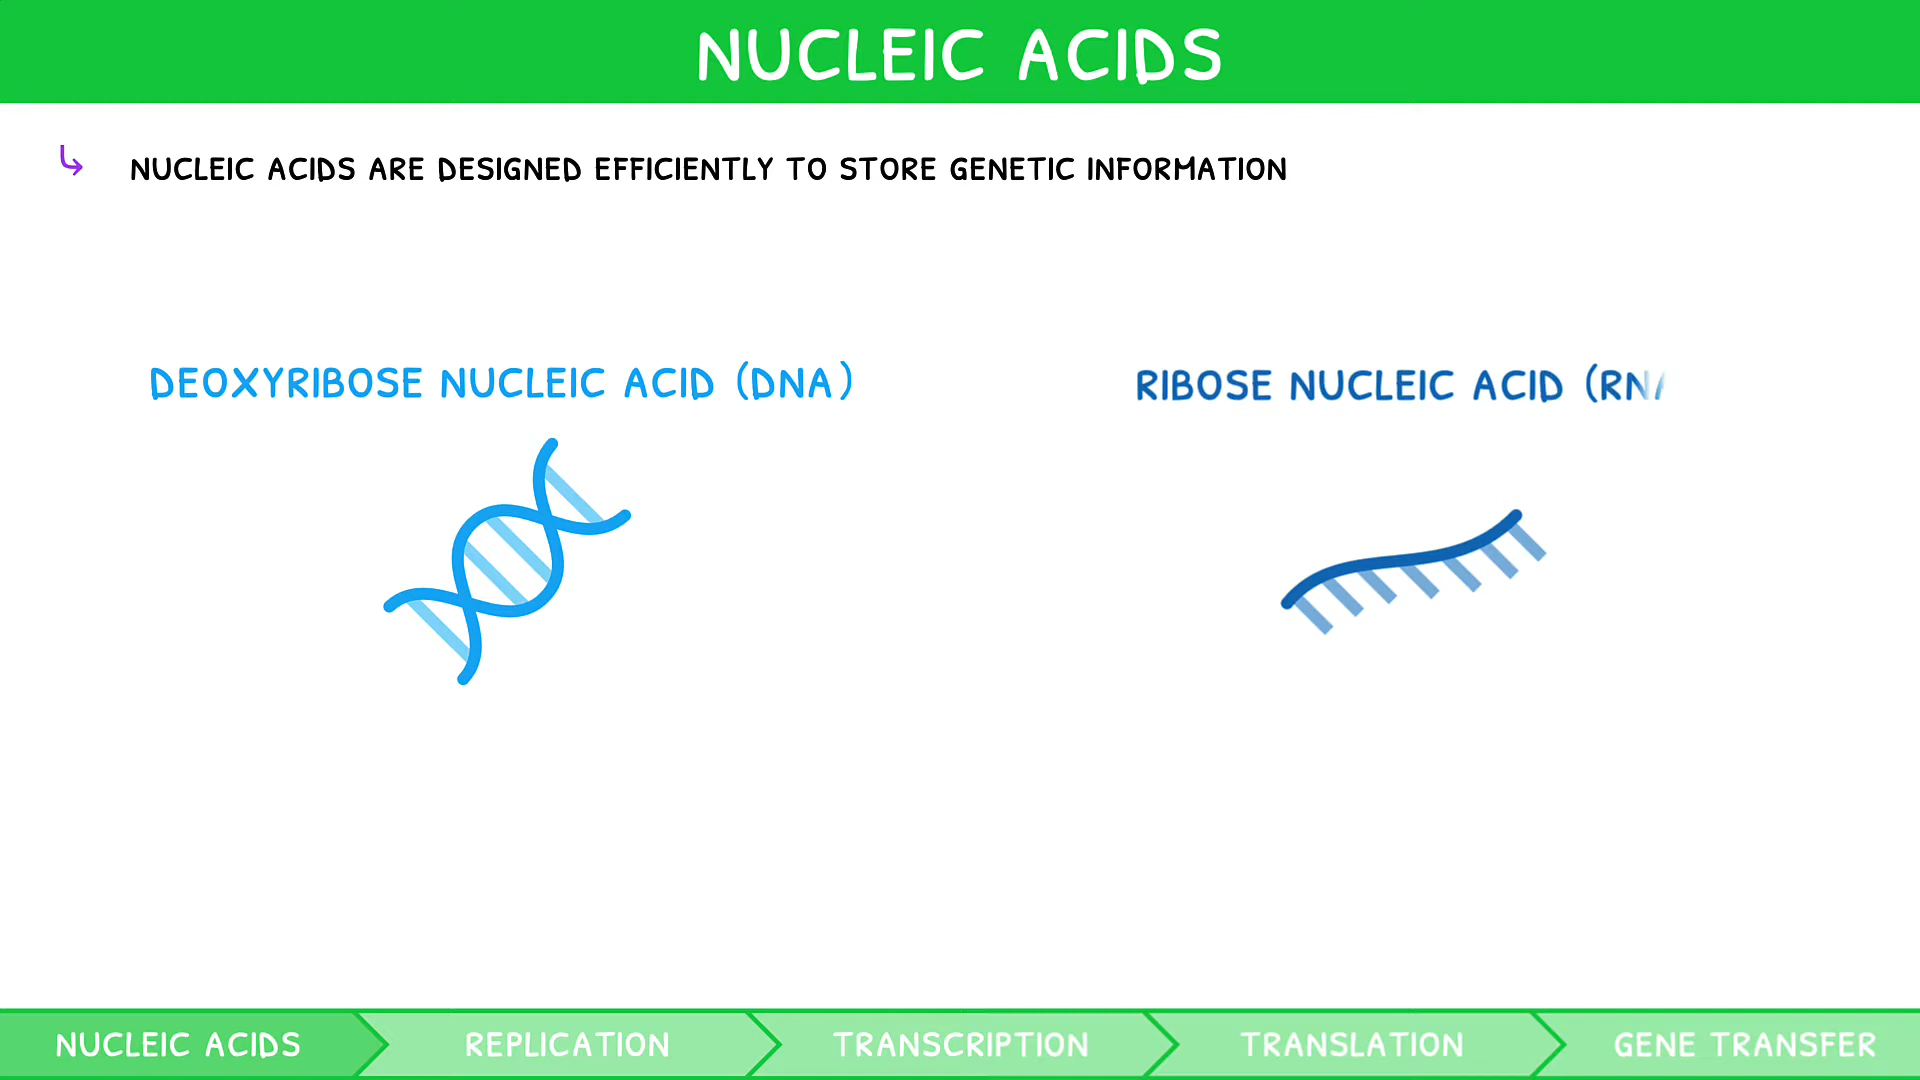 NUCLEIC ACIDS
NUCLEIC ACIDS ARE DESIGNED EFFICIENTLY TO STORE GENETIC INFORMATION
DEOXYRIBOSE NUCLEIC ACID (DNA)
RIBOSE NUCLEIC ACID (RNA
NUCLEIC ACIDS
REPLICATION
TRANSCRIPTION
TRANSLATION
GENE TRANSFER